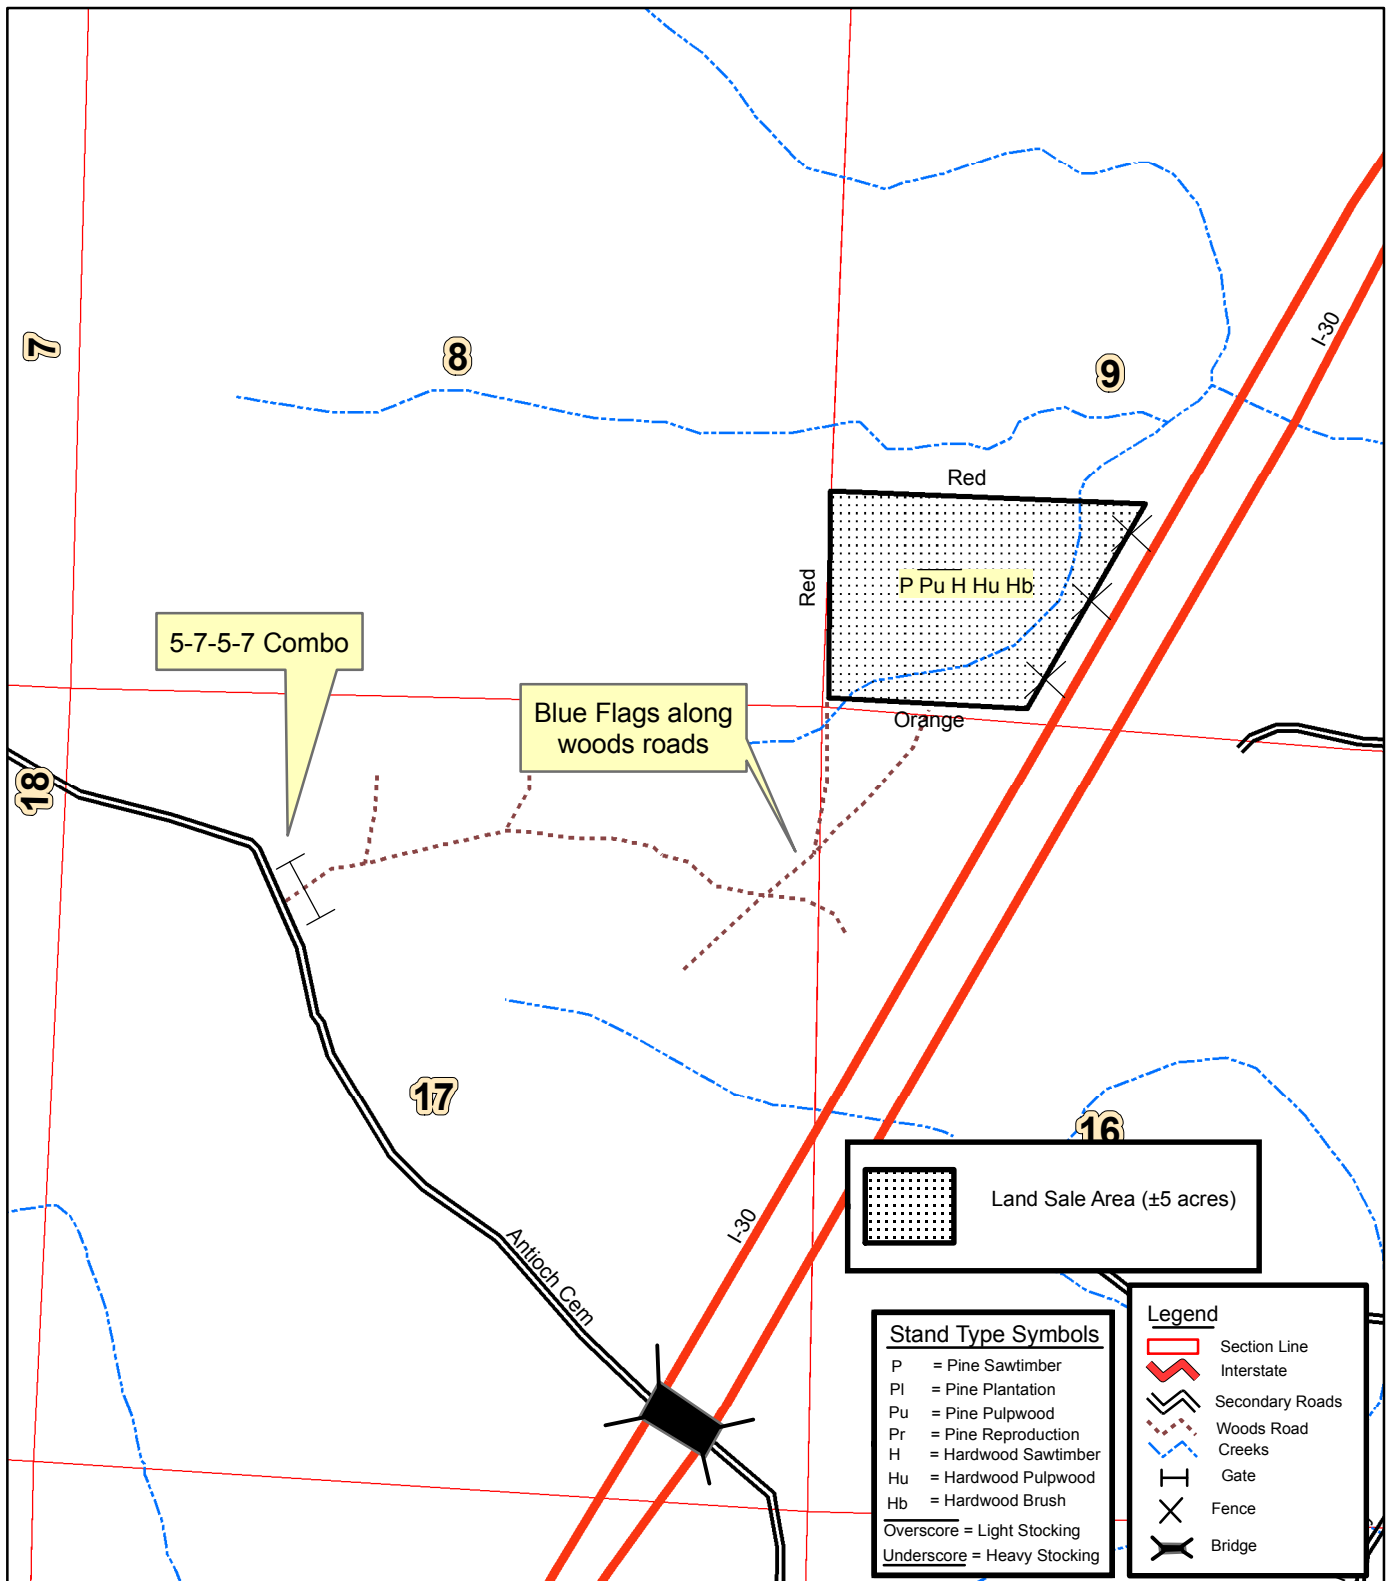 I-30
7
8
9
Red
Red
P Pu H Hu Hb
5-7-5-7 Combo
Blue Flags along
woods roads
Orange
18
17
16
Land Sale Area (±5 acres)
I-30
Antioch Cem
Stand Type Symbols
P = Pine Sawtimber
Pl = Pine Plantation
Pu = Pine Pulpwood
Pr = Pine Reproduction
H = Hardwood Sawtimber
Hu = Hardwood Pulpwood
Hb = Hardwood Brush
Overscore = Light Stocking
Underscore = Heavy Stocking
Legend
Section Line
Interstate
Secondary Roads
Woods Road
Creeks
Gate
Fence
Bridge